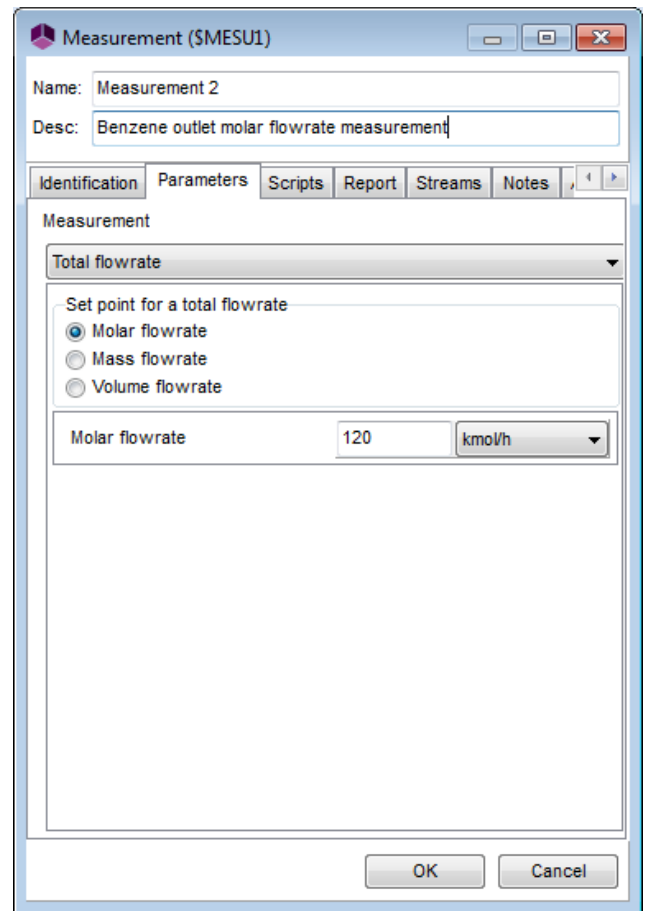 Measurement ($MESU1)
Name: Measurement 2
Desc: Benzene outlet molar flowrate measurement
Identification Parameters Scripts Report Streams Notes
Measurement
Total flowrate
Set point for a total flowrate
Molar flowrate
Mass flowrate
Volume flowrate
Molar flowrate 120 kmol/h
OK Cancel